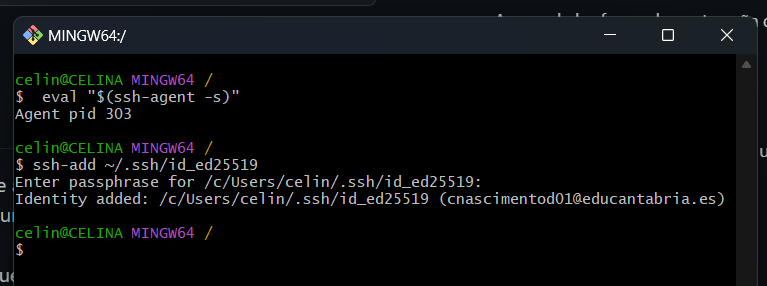 MINGW64:/
celin@CELINA MINGW64 /
$  eval "$(ssh-agent -s)"
Agent pid 303
celin@CELINA MINGW64 /
$ ssh-add ~/.ssh/id_ed25519
Enter passphrase for /c/Users/celin/.ssh/id_ed25519:
Identity added: /c/Users/celin/.ssh/id_ed25519 (cnascimentod01@educantabria.es)
celin@CELINA MINGW64 /
$